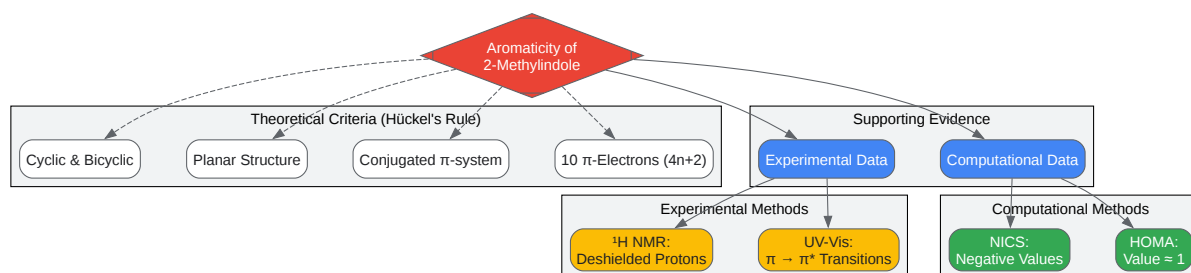 Aromaticity of
2-Methylindole
Theoretical Criteria (Hückel's Rule)
Supporting Evidence
Cyclic & Bicyclic
Planar Structure
Conjugated π-system
10 π-Electrons (4n+2)
Experimental Data
Computational Data
Experimental Methods
Computational Methods
¹H NMR:
Deshielded Protons
UV-Vis:
π → π* Transitions
NICS:
Negative Values
HOMA:
Value ≈ 1